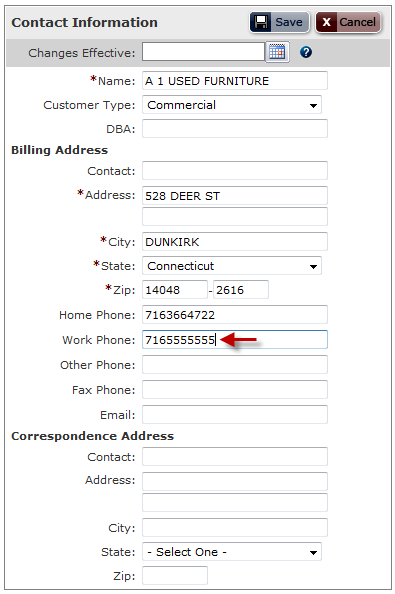 Contact Information Save X Cancel
Changes Effective: ?
*Name: A 1 USED FURNITURE
Customer Type: Commercial
DBA:
Billing Address
Contact:
*Address: 528 DEER ST
*City: DUNKIRK
*State: Connecticut
*Zip: 14048 - 2616
Home Phone: 7163664722
Work Phone: 7165555555
Other Phone:
Fax Phone:
Email:
Correspondence Address
Contact:
Address:
City:
State: - Select One -
Zip: